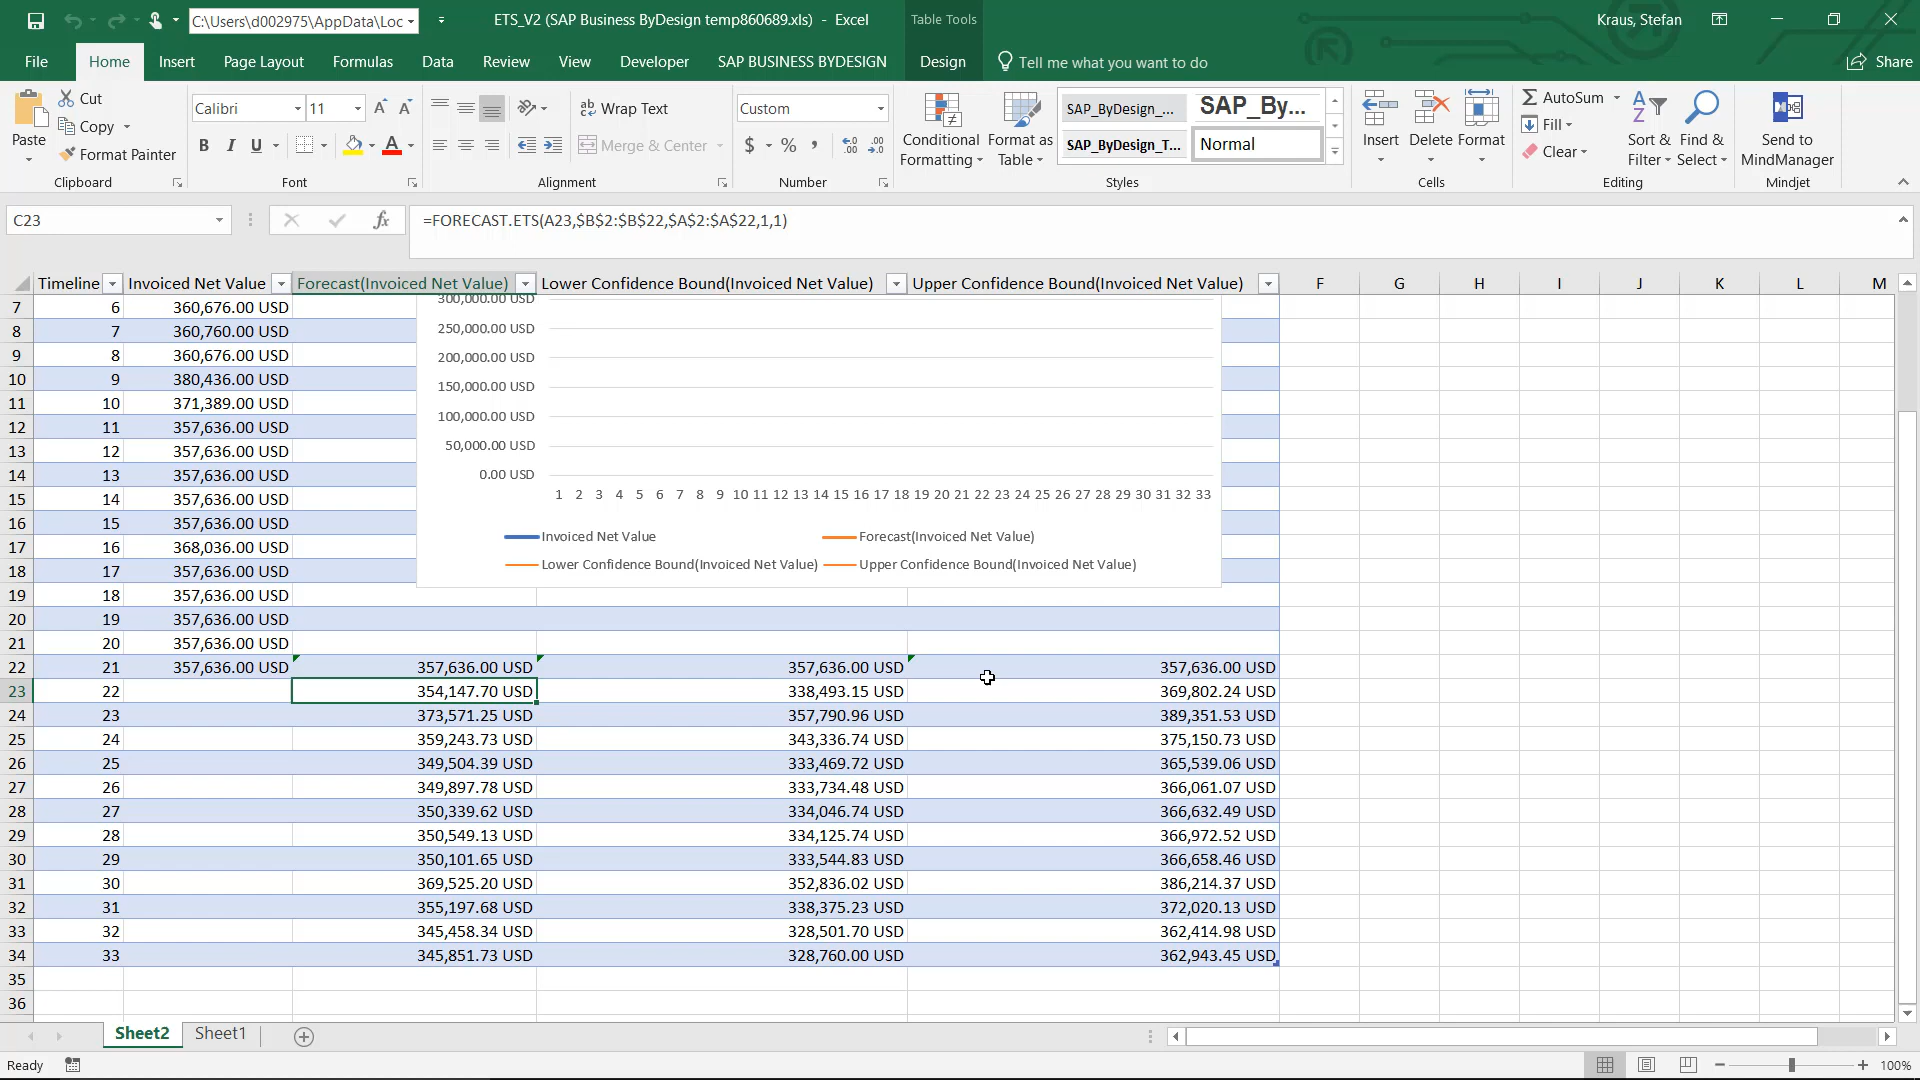 C:\Users\d002975\AppData\Loc
ETS_V2 (SAP Business ByDesign temp860689.xls) - Excel
Table Tools
Kraus, Stefan
File Home Insert Page Layout Formulas Data Review View Developer SAP BUSINESS BYDESIGN Design Tell me what you want to do Share
Paste
Cut
Copy
Format Painter
Clipboard
Calibri 11
B I U
Font
Wrap Text
Merge & Center
Alignment
Custom
$ % ,
Number
Conditional Formatting
Format as Table
SAP_ByDesign_... SAP_By...
SAP_ByDesign_T... Normal
Styles
Insert Delete Format
Cells
AutoSum
Fill
Clear
Sort & Filter
Find & Select
Editing
Send to MindManager
Mindjet
C23 fx =FORECAST.ETS(A23,$B$2:$B$22,$A$2:$A$22,1,1)
Timeline Invoiced Net Value Forecast(Invoiced Net Value) Lower Confidence Bound(Invoiced Net Value) Upper Confidence Bound(Invoiced Net Value) F G H I J K L M
7 6 360,676.00 USD
8 7 360,760.00 USD
9 8 360,676.00 USD
10 9 380,436.00 USD
11 10 371,389.00 USD
12 11 357,636.00 USD
13 12 357,636.00 USD
14 13 357,636.00 USD
15 14 357,636.00 USD
16 15 357,636.00 USD
17 16 368,036.00 USD
18 17 357,636.00 USD
19 18 357,636.00 USD
20 19 357,636.00 USD
21 20 357,636.00 USD
22 21 357,636.00 USD 357,636.00 USD 357,636.00 USD 357,636.00 USD
23 22 354,147.70 USD 338,493.15 USD 369,802.24 USD
24 23 373,571.25 USD 357,790.96 USD 389,351.53 USD
25 24 359,243.73 USD 343,336.74 USD 375,150.73 USD
26 25 349,504.39 USD 333,469.72 USD 365,539.06 USD
27 26 349,897.78 USD 333,734.48 USD 366,061.07 USD
28 27 350,339.62 USD 334,046.74 USD 366,632.49 USD
29 28 350,549.13 USD 334,125.74 USD 366,972.52 USD
30 29 350,101.65 USD 333,544.83 USD 366,658.46 USD
31 30 369,525.20 USD 352,836.02 USD 386,214.37 USD
32 31 355,197.68 USD 338,375.23 USD 372,020.13 USD
33 32 345,458.34 USD 328,501.70 USD 362,414.98 USD
34 33 345,851.73 USD 328,760.00 USD 362,943.45 USD
35
36
300,000.00 USD
250,000.00 USD
200,000.00 USD
150,000.00 USD
100,000.00 USD
50,000.00 USD
0.00 USD
1 2 3 4 5 6 7 8 9 10 11 12 13 14 15 16 17 18 19 20 21 22 23 24 25 26 27 28 29 30 31 32 33
Invoiced Net Value Forecast(Invoiced Net Value)
Lower Confidence Bound(Invoiced Net Value) Upper Confidence Bound(Invoiced Net Value)
Sheet2 Sheet1
Ready 100%